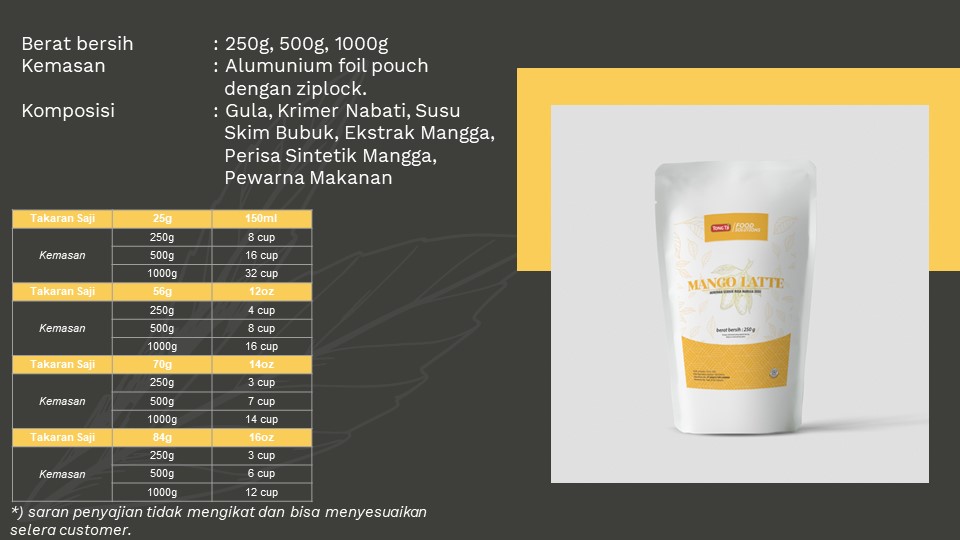 Berat bersih : 250g, 500g, 1000g
Kemasan : Alumunium foil pouch
dengan ziplock.
Komposisi : Gula, Krimer Nabati, Susu
Skim Bubuk, Ekstrak Mangga,
Perisa Sintetik Mangga,
Pewarna Makanan
Takaran Saji 25g 150ml
250g 8 cup
Kemasan 500g 16 cup
1000g 32 cup
Takaran Saji 56g 12oz
250g 4 cup
Kemasan 500g 8 cup
1000g 16 cup
Takaran Saji 70g 14oz
250g 3 cup
Kemasan 500g 7 cup
1000g 14 cup
Takaran Saji 84g 16oz
250g 3 cup
Kemasan 500g 6 cup
1000g 12 cup
*) saran penyajian tidak mengikat dan bisa menyesuaikan
selera customer.
TONG TJI FOOD
SOLUTIONS
MANGO LATTE
berat bersih : 250 g